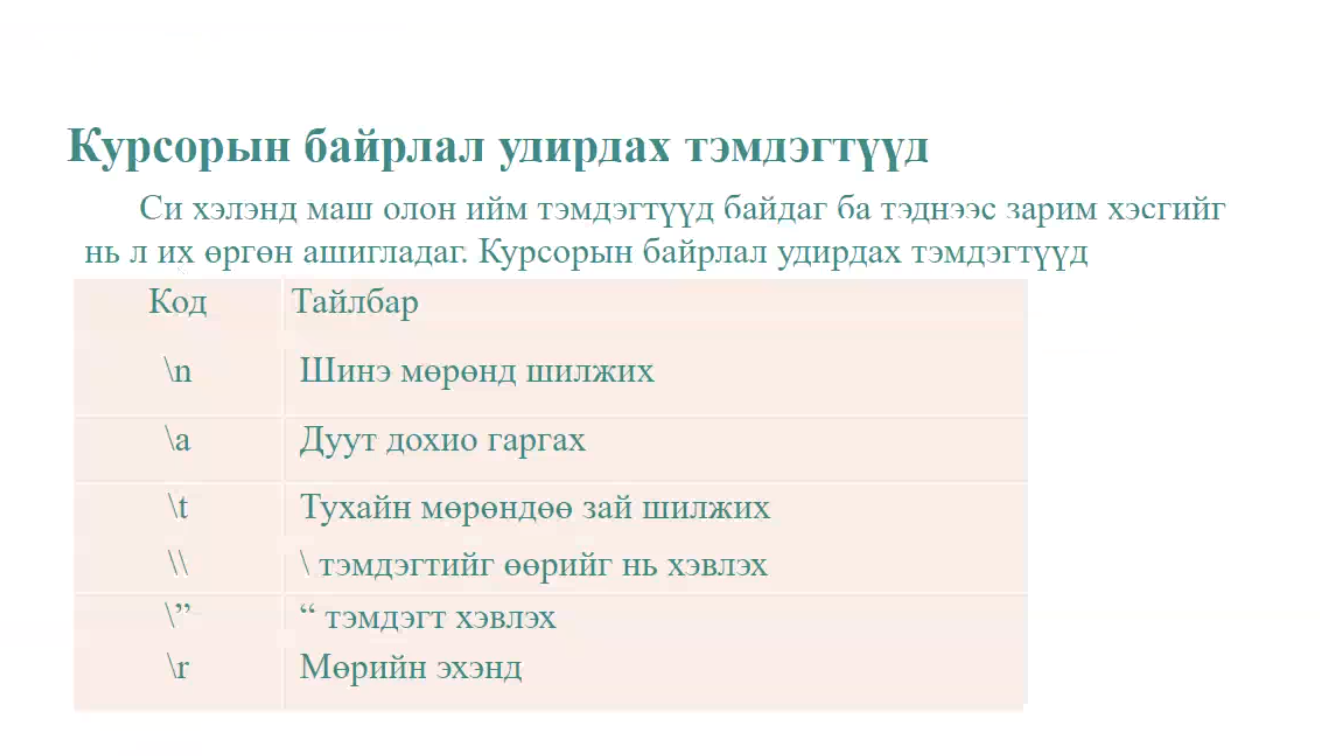 Курсорын байрлал удирдах тэмдэгтүүд
Си хэлэнд маш олон ийм тэмдэгтүүд байдаг ба тэднээс зарим хэсгийг
нь л их өргөн ашигладаг. Курсорын байрлал удирдах тэмдэгтүүд
Код Тайлбар
\n Шинэ мөрөнд шилжих
\a Дуут дохио гаргах
\t Тухайн мөрөндөө зай шилжих
\\ \ тэмдэгтийг өөрийг нь хэвлэх
\” “ тэмдэгт хэвлэх
\r Мөрийн эхэнд